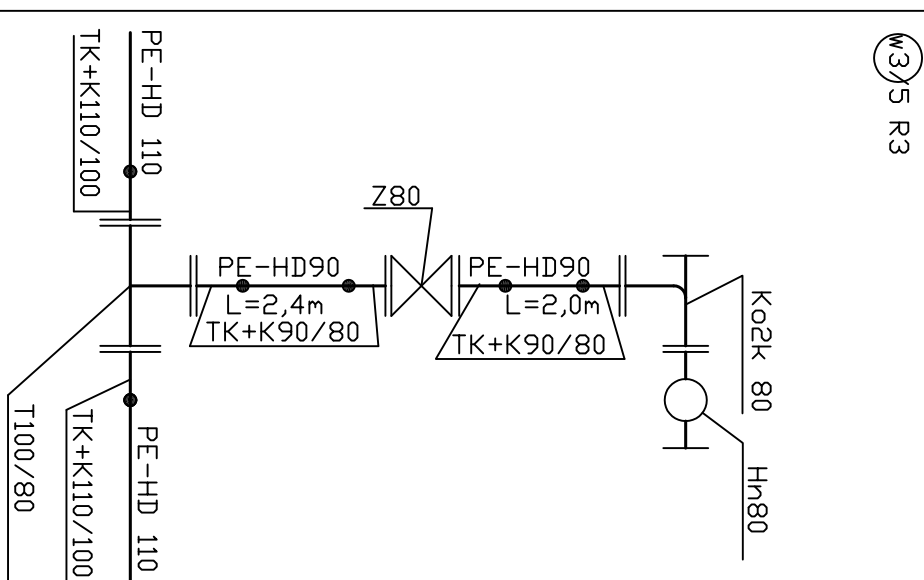 w3/5 R3
PE-HD 110
TK+K110/100
Z80
PE-HD90
L=2,4m
TK+K90/80
PE-HD90
L=2,0m
TK+K90/80
Ko2k 80
Hn80
T100/80
TK+K110/100
PE-HD 110